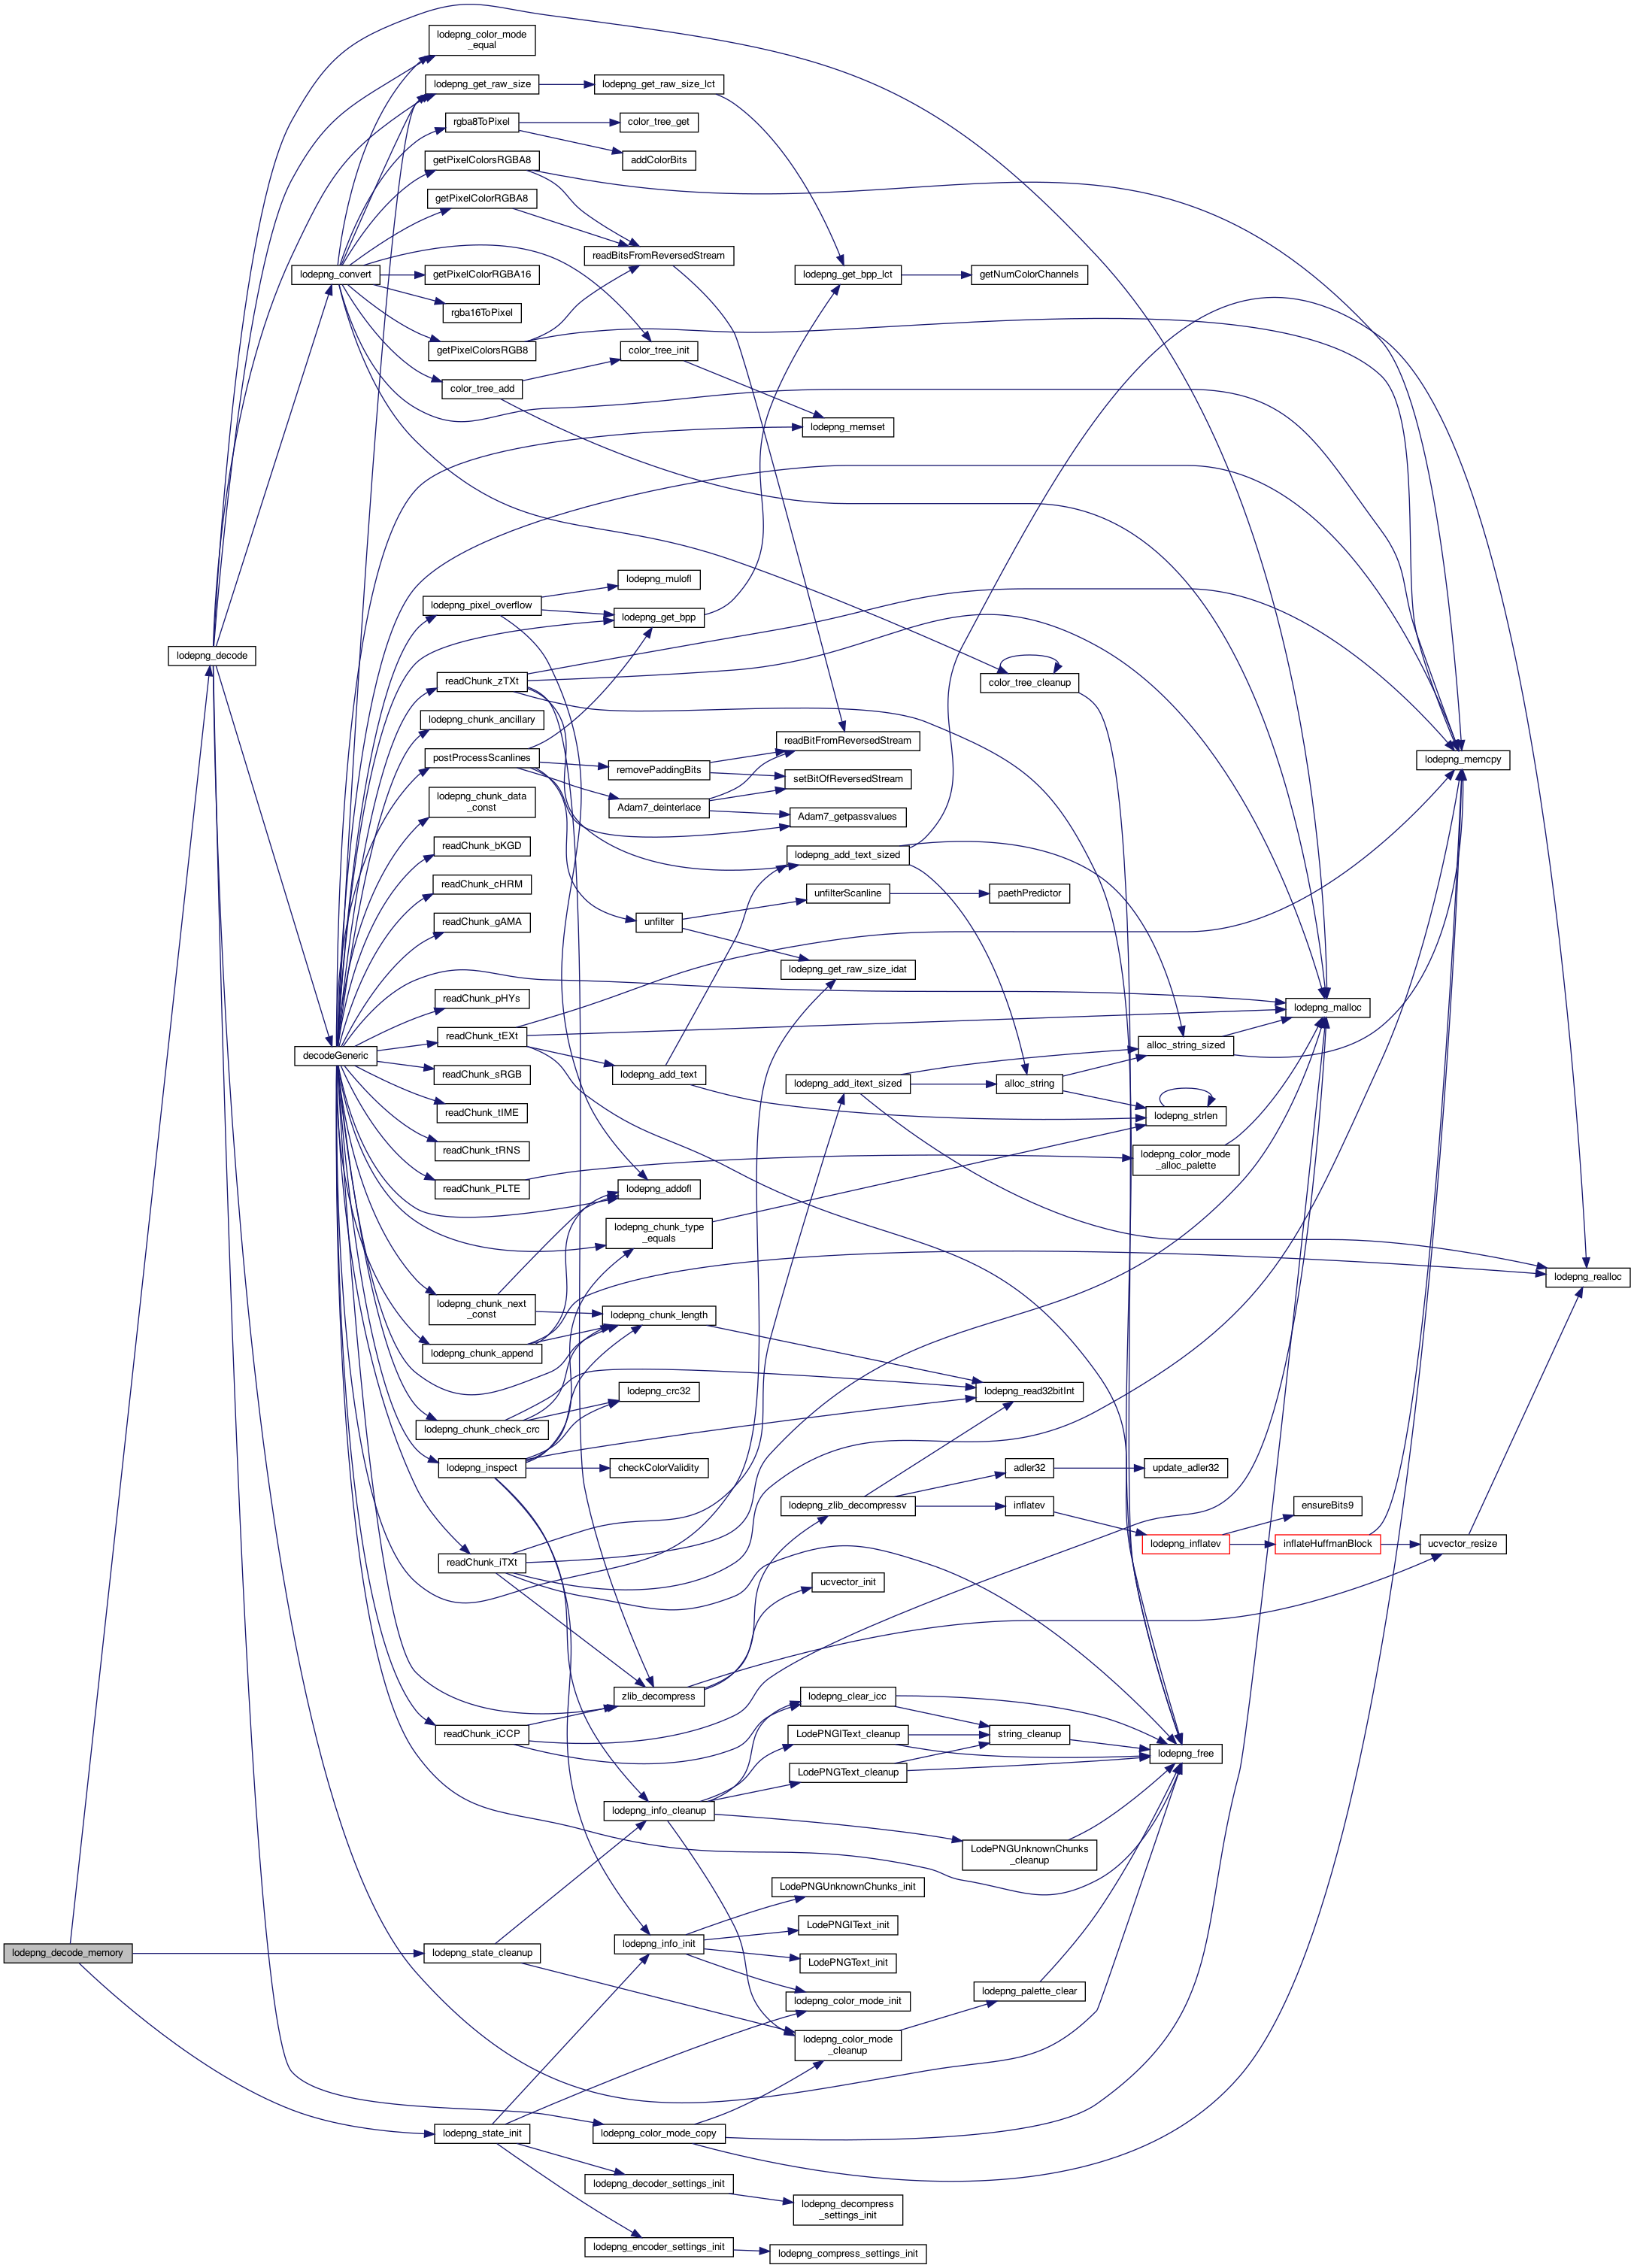 lodepng_color_mode
_equal
lodepng_get_raw_size
lodepng_get_raw_size_lct
rgba8ToPixel
color_tree_get
getPixelColorsRGBA8
addColorBits
getPixelColorRGBA8
readBitsFromReversedStream
lodepng_convert
getPixelColorRGBA16
lodepng_get_bpp_lct
getNumColorChannels
rgba16ToPixel
getPixelColorsRGB8
color_tree_init
color_tree_add
lodepng_memset
lodepng_mulofl
lodepng_pixel_overflow
lodepng_get_bpp
lodepng_decode
readChunk_zTXt
color_tree_cleanup
lodepng_chunk_ancillary
readBitFromReversedStream
postProcessScanlines
removePaddingBits
setBitOfReversedStream
lodepng_memcpy
lodepng_chunk_data
_const
Adam7_deinterlace
Adam7_getpassvalues
readChunk_bKGD
lodepng_add_text_sized
readChunk_cHRM
unfilterScanline
paethPredictor
readChunk_gAMA
unfilter
lodepng_get_raw_size_idat
readChunk_pHYs
lodepng_malloc
readChunk_tEXt
decodeGeneric
alloc_string_sized
readChunk_sRGB
lodepng_add_text
lodepng_add_itext_sized
alloc_string
readChunk_tIME
lodepng_strlen
readChunk_tRNS
lodepng_color_mode
_alloc_palette
readChunk_PLTE
lodepng_addofl
lodepng_chunk_type
_equals
lodepng_realloc
lodepng_chunk_next
_const
lodepng_chunk_length
lodepng_chunk_append
lodepng_crc32
lodepng_read32bitInt
lodepng_chunk_check_crc
lodepng_inspect
checkColorValidity
adler32
update_adler32
lodepng_zlib_decompressv
inflatev
ensureBits9
lodepng_inflatev
inflateHuffmanBlock
ucvector_resize
readChunk_iTXt
ucvector_init
zlib_decompress
lodepng_clear_icc
readChunk_iCCP
LodePNGIText_cleanup
string_cleanup
lodepng_free
LodePNGText_cleanup
lodepng_info_cleanup
LodePNGUnknownChunks
_cleanup
LodePNGUnknownChunks_init
LodePNGIText_init
lodepng_info_init
lodepng_decode_memory
lodepng_state_cleanup
LodePNGText_init
lodepng_palette_clear
lodepng_color_mode_init
lodepng_color_mode
_cleanup
lodepng_state_init
lodepng_color_mode_copy
lodepng_decoder_settings_init
lodepng_decompress
_settings_init
lodepng_encoder_settings_init
lodepng_compress_settings_init